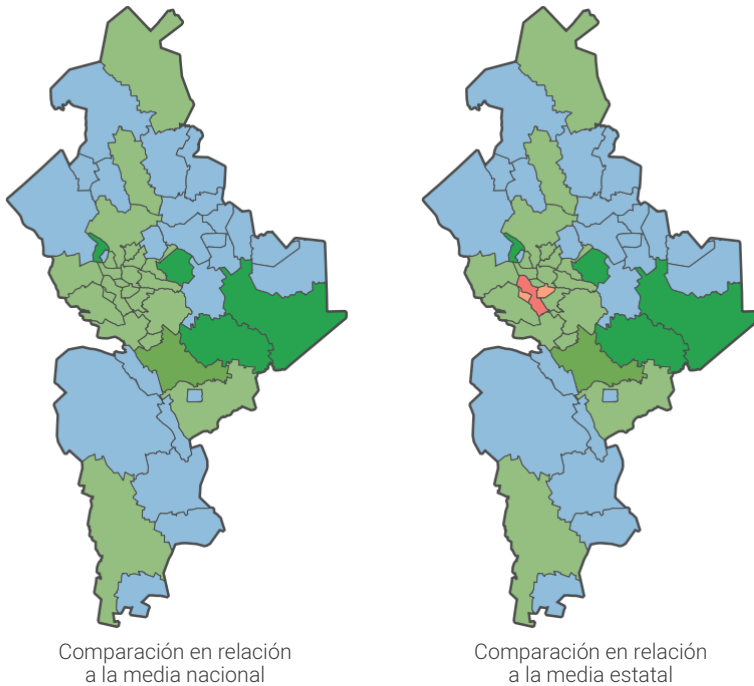 Comparación en relación
a la media nacional
Comparación en relación
a la media estatal